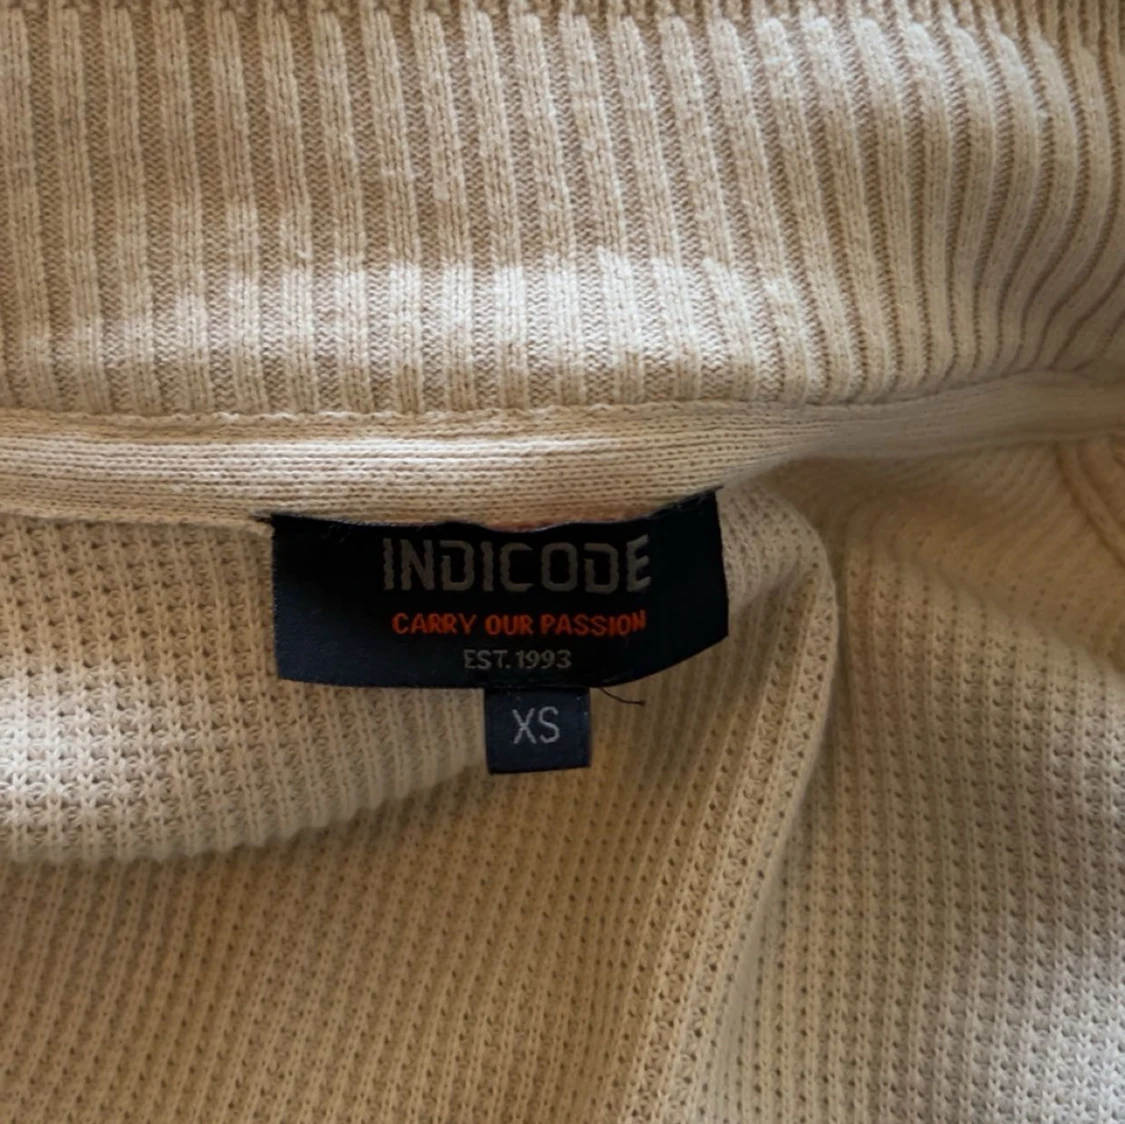 INDICODE
CARRY OUR PASSION
EST. 1993
XS